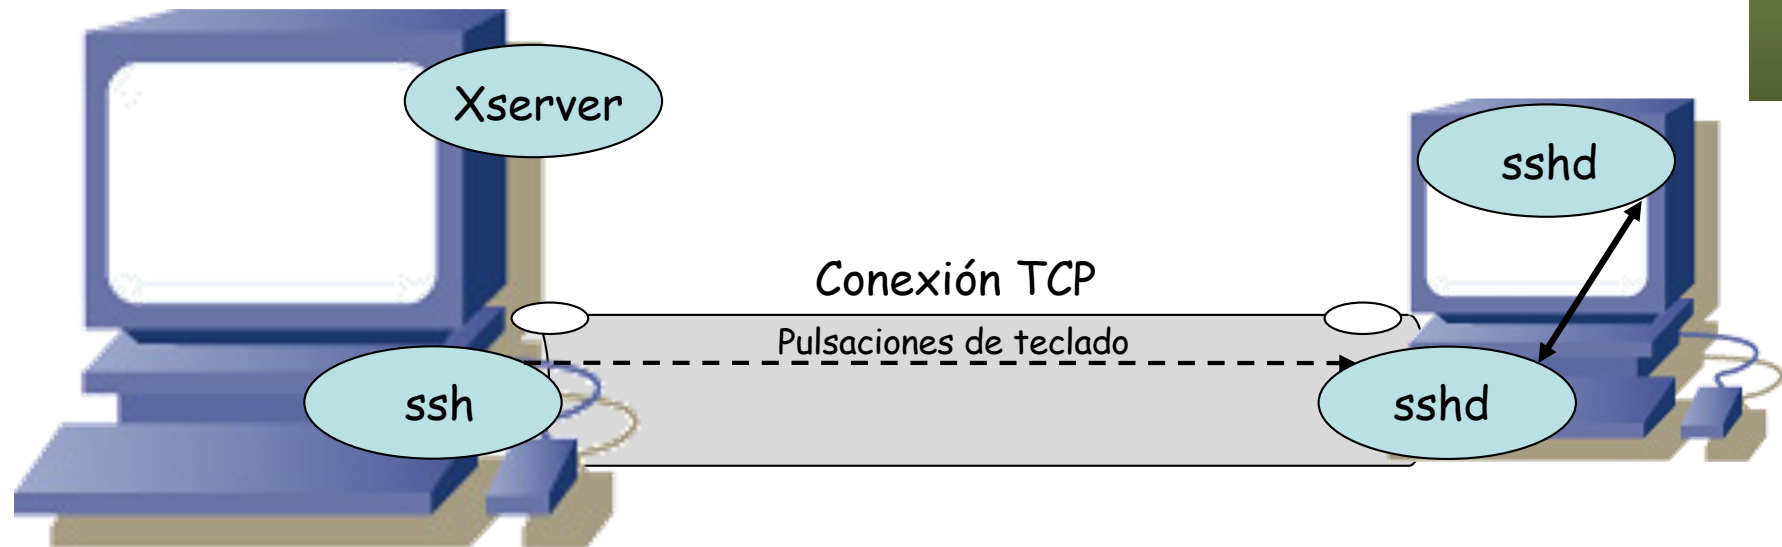 Xserver
sshd
Conexión TCP
Pulsaciones de teclado
ssh
sshd